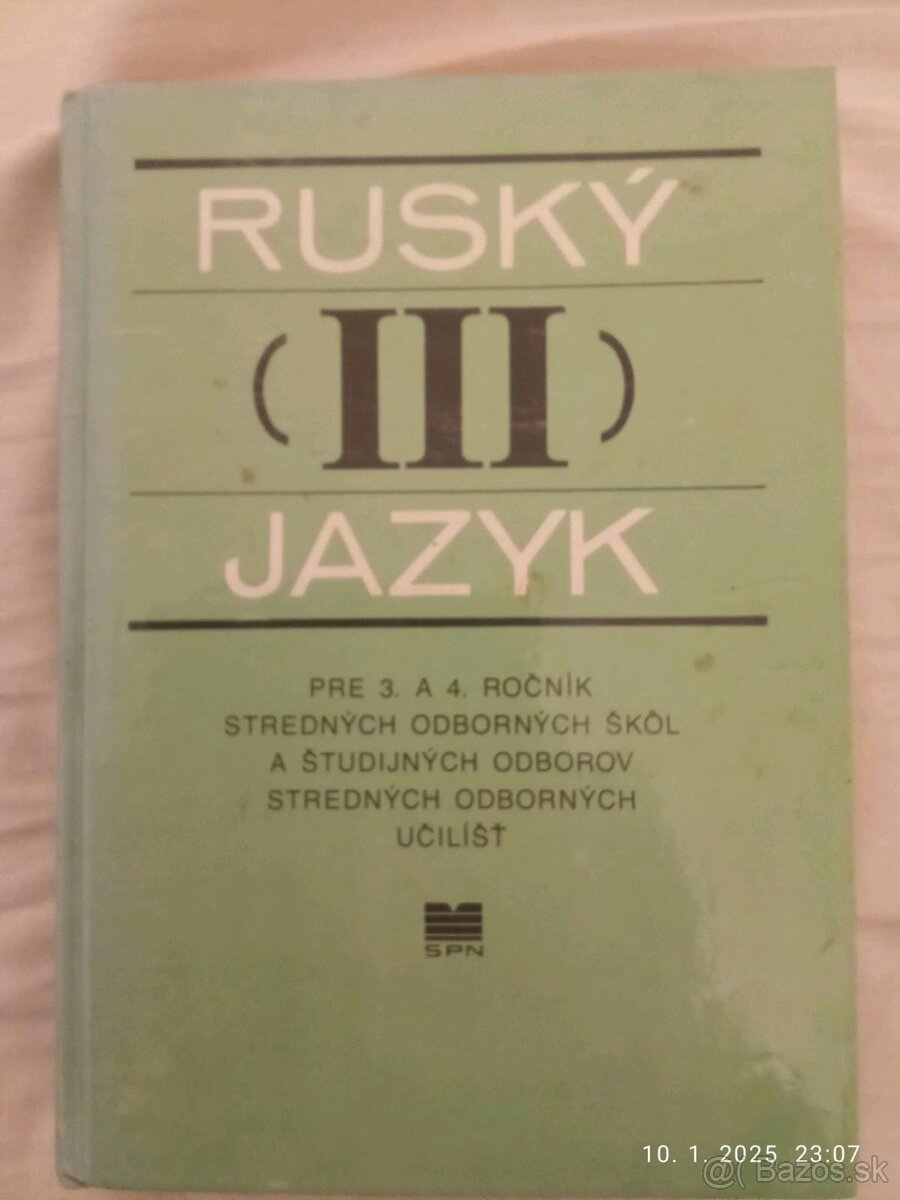 RUSKÝ
(III)
JAZYK
PRE 3. A 4. ROČNÍK
STREDNÝCH ODBORNÝCH ŠKÔL
A ŠTUDIJNÝCH ODBOROV
STREDNÝCH ODBORNÝCH
UČILÍŠŤ
SPN
10. 1. 2025 23:07
@( Bazos.sk